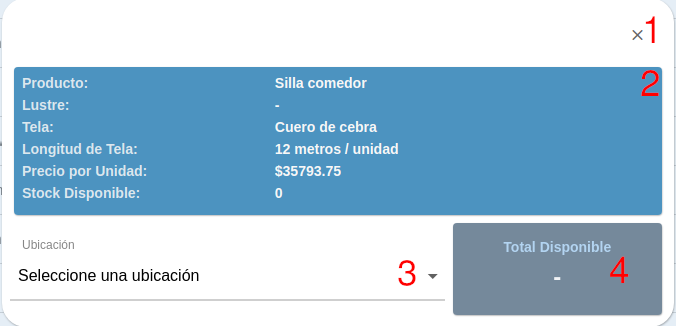 × 1
2
Producto: Silla comedor
Lustre: -
Tela: Cuero de cebra
Longitud de Tela: 12 metros / unidad
Precio por Unidad: $35793.75
Stock Disponible: 0
Ubicación
Seleccione una ubicación 3
Total Disponible
- 4